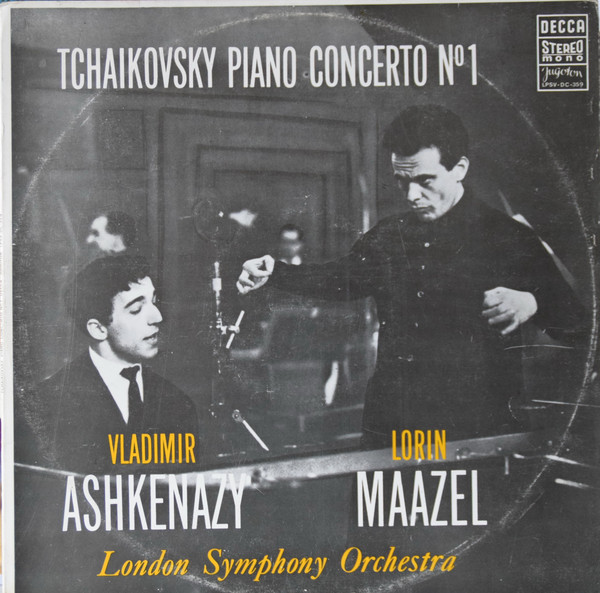 TCHAIKOVSKY PIANO CONCERTO Nº1
DECCA
STEREO
mono
Jugoton
LPSV-DC-359
VLADIMIR
ASHKENAZY
LORIN
MAAZEL
London Symphony Orchestra